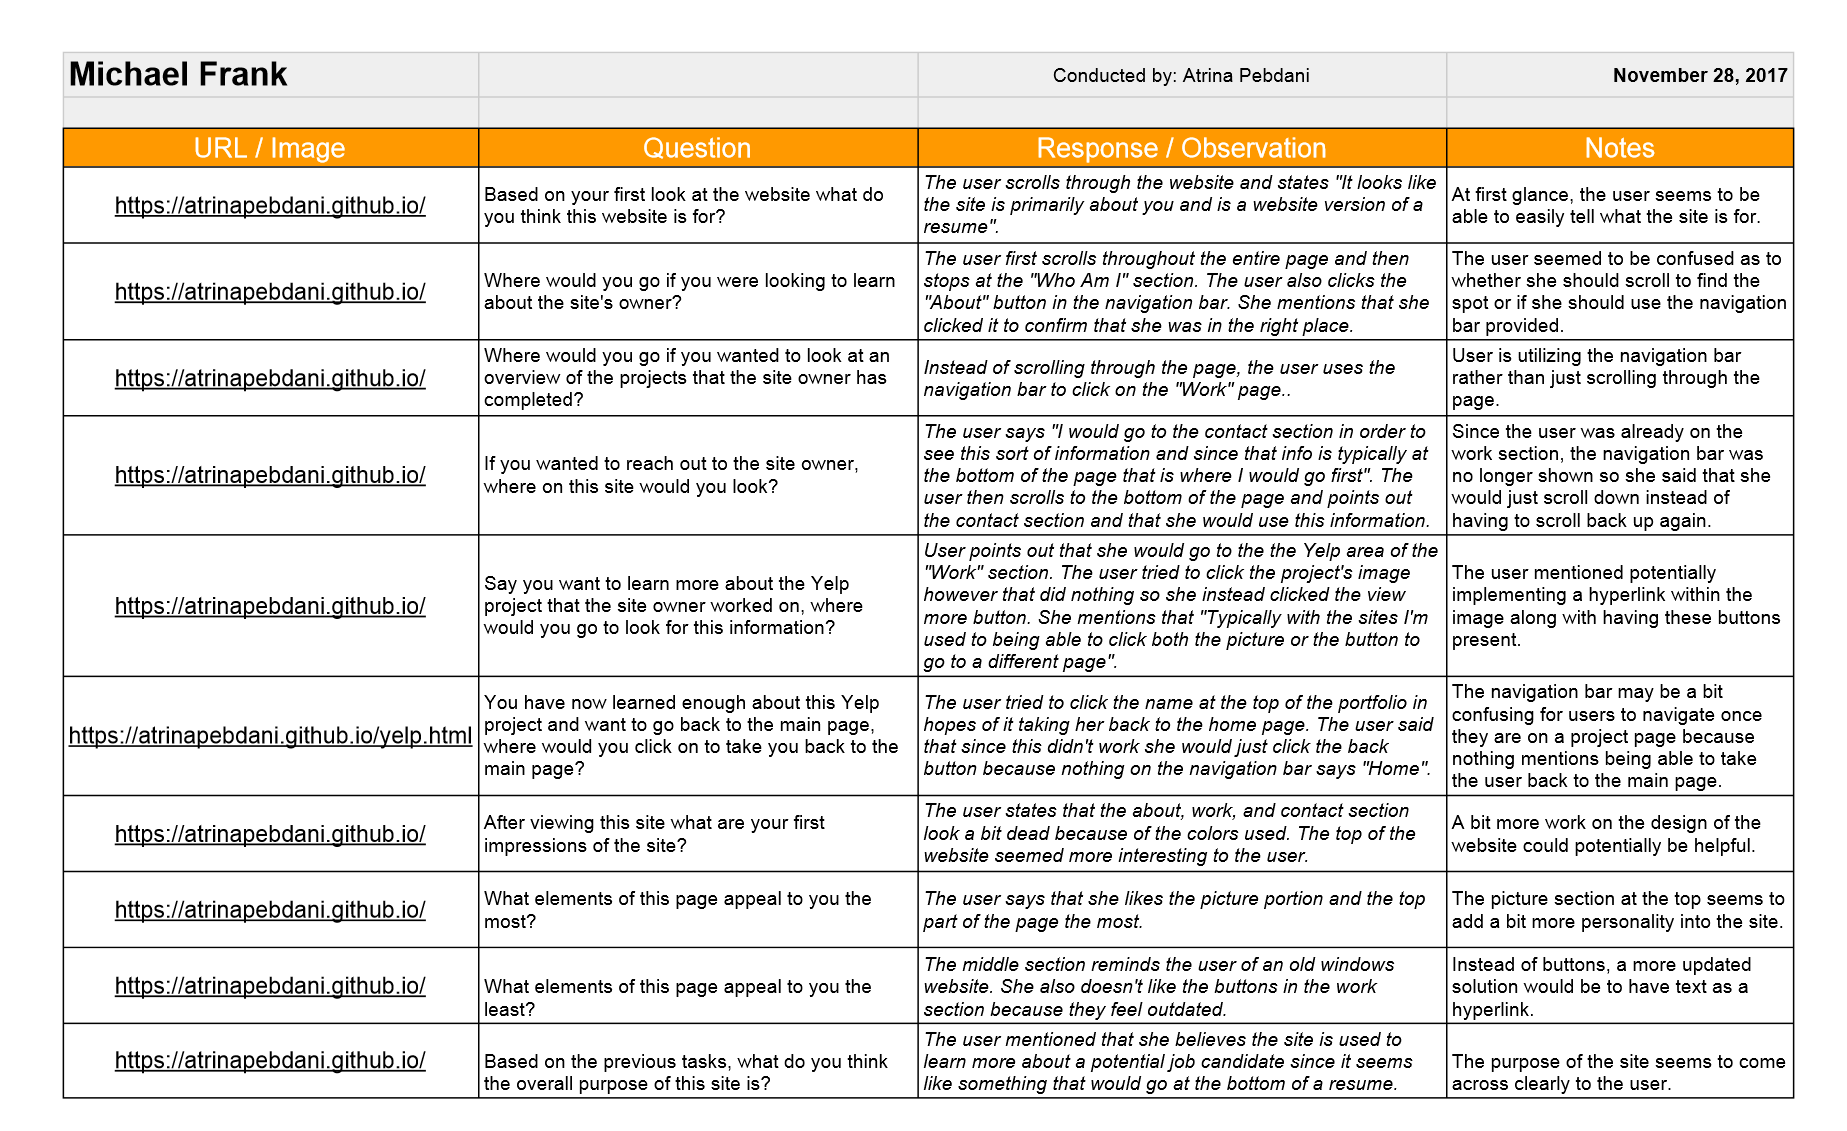 Michael Frank
Conducted by: Atrina Pebdani
November 28, 2017
URL / Image
Question
Response / Observation
Notes
https://atrinapebdani.github.io/
Based on your first look at the website what do
you think this website is for?
The user scrolls through the website and states "It looks like
the site is primarily about you and is a website version of a
resume".
At first glance, the user seems to be
able to easily tell what the site is for.
https://atrinapebdani.github.io/
Where would you go if you were looking to learn
about the site's owner?
The user first scrolls throughout the entire page and then
stops at the "Who Am I" section. The user also clicks the
"About" button in the navigation bar. She mentions that she
clicked it to confirm that she was in the right place.
The user seemed to be confused as to
whether she should scroll to find the
spot or if she should use the navigation
bar provided.
https://atrinapebdani.github.io/
Where would you go if you wanted to look at an
overview of the projects that the site owner has
completed?
Instead of scrolling through the page, the user uses the
navigation bar to click on the "Work" page..
User is utilizing the navigation bar
rather than just scrolling through the
page.
https://atrinapebdani.github.io/
If you wanted to reach out to the site owner,
where on this site would you look?
The user says "I would go to the contact section in order to
see this sort of information and since that info is typically at
the bottom of the page that is where I would go first". The
user then scrolls to the bottom of the page and points out
the contact section and that she would use this information.
Since the user was already on the
work section, the navigation bar was
no longer shown so she said that she
would just scroll down instead of
having to scroll back up again.
https://atrinapebdani.github.io/
Say you want to learn more about the Yelp
project that the site owner worked on, where
would you go to look for this information?
User points out that she would go to the the Yelp area of the
"Work" section. The user tried to click the project's image
however that did nothing so she instead clicked the view
more button. She mentions that "Typically with the sites I'm
used to being able to click both the picture or the button to
go to a different page".
The user mentioned potentially
implementing a hyperlink within the
image along with having these buttons
present.
https://atrinapebdani.github.io/yelp.html
You have now learned enough about this Yelp
project and want to go back to the main page,
where would you click on to take you back to the
main page?
The user tried to click the name at the top of the portfolio in
hopes of it taking her back to the home page. The user said
that since this didn't work she would just click the back
button because nothing on the navigation bar says "Home".
The navigation bar may be a bit
confusing for users to navigate once
they are on a project page because
nothing mentions being able to take
the user back to the main page.
https://atrinapebdani.github.io/
After viewing this site what are your first
impressions of the site?
The user states that the about, work, and contact section
look a bit dead because of the colors used. The top of the
website seemed more interesting to the user.
A bit more work on the design of the
website could potentially be helpful.
https://atrinapebdani.github.io/
What elements of this page appeal to you the
most?
The user says that she likes the picture portion and the top
part of the page the most.
The picture section at the top seems to
add a bit more personality into the site.
https://atrinapebdani.github.io/
What elements of this page appeal to you the
least?
The middle section reminds the user of an old windows
website. She also doesn't like the buttons in the work
section because they feel outdated.
Instead of buttons, a more updated
solution would be to have text as a
hyperlink.
https://atrinapebdani.github.io/
Based on the previous tasks, what do you think
the overall purpose of this site is?
The user mentioned that she believes the site is used to
learn more about a potential job candidate since it seems
like something that would go at the bottom of a resume.
The purpose of the site seems to come
across clearly to the user.